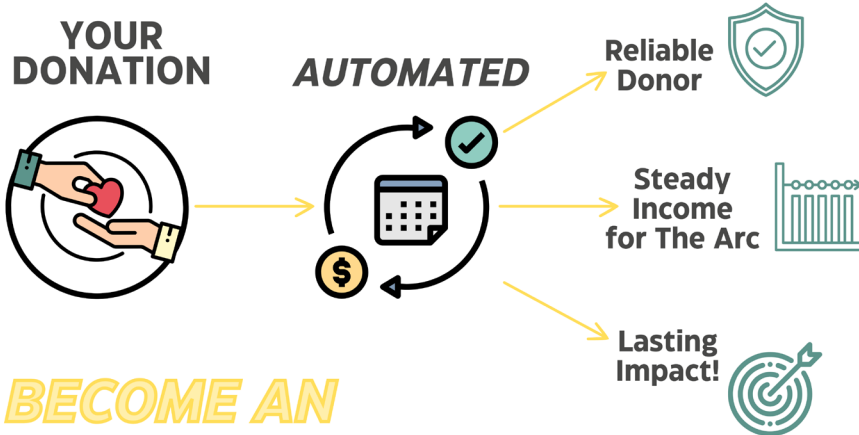 YOUR
DONATION
AUTOMATED
Reliable
Donor
Steady
Income
for The Arc
$
Lasting
Impact!
BECOME AN